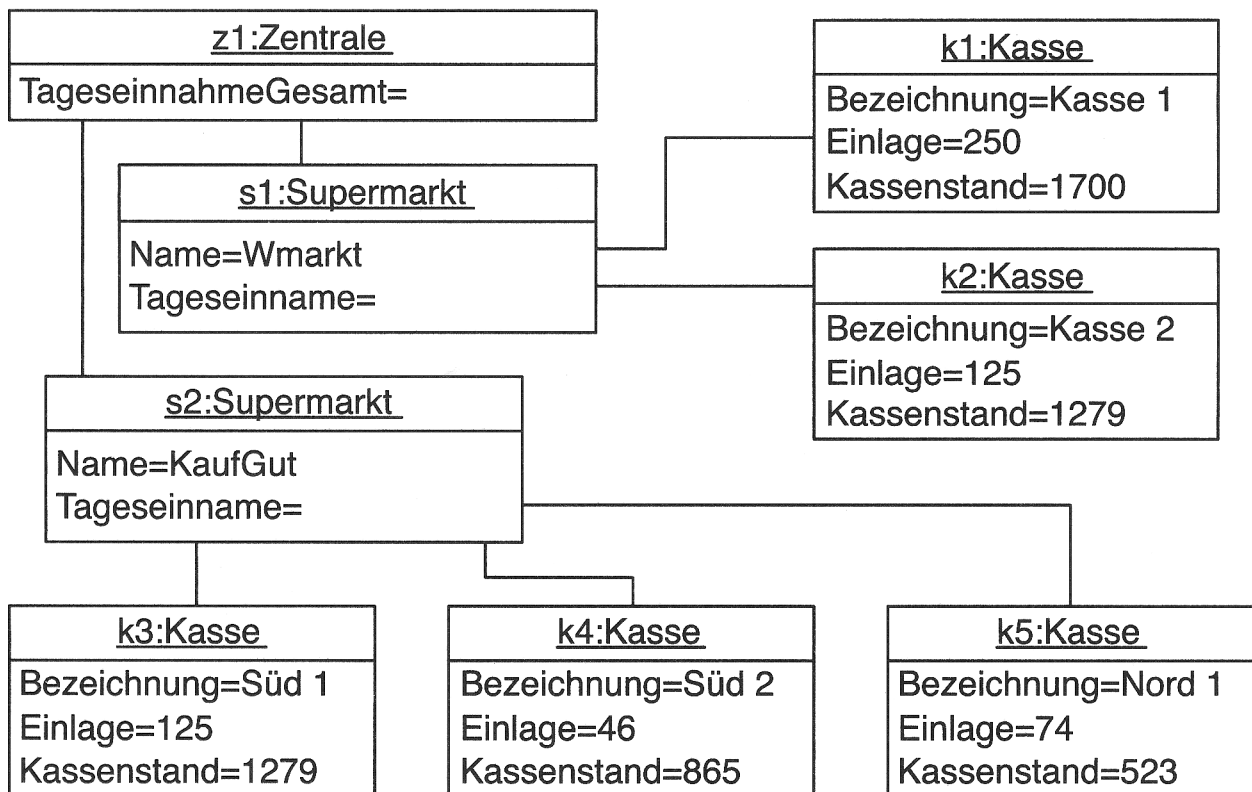 z1:Zentrale
TageseinnahmeGesamt=
s1:Supermarkt
Name=Wmarkt
Tageseinname=
k1:Kasse
Bezeichnung=Kasse 1
Einlage=250
Kassenstand=1700
k2:Kasse
Bezeichnung=Kasse 2
Einlage=125
Kassenstand=1279
s2:Supermarkt
Name=KaufGut
Tageseinname=
k3:Kasse
Bezeichnung=Süd 1
Einlage=125
Kassenstand=1279
k4:Kasse
Bezeichnung=Süd 2
Einlage=46
Kassenstand=865
k5:Kasse
Bezeichnung=Nord 1
Einlage=74
Kassenstand=523